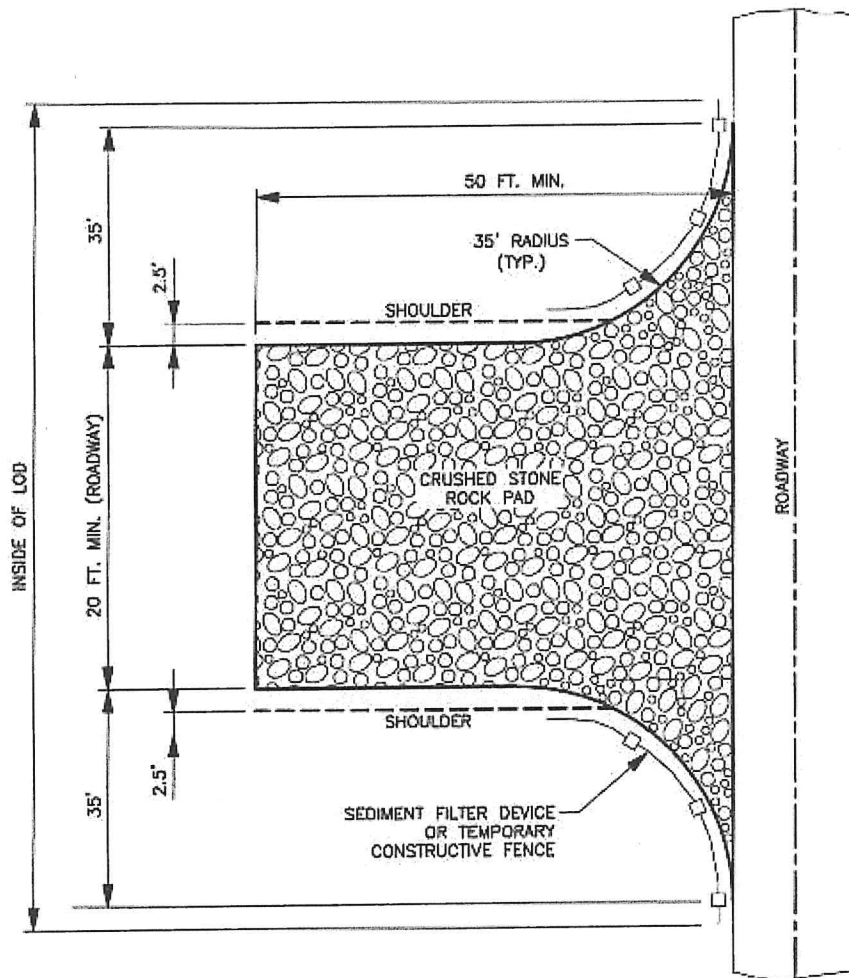 50 FT. MIN.
35'
35' RADIUS
(TYP.)
2.5'
SHOULDER
INSIDE OF LOD
20 FT. MIN. (ROADWAY)
CRUSHED STONE
ROCK PAD
ROADWAY
SHOULDER
2.5'
35'
SEDIMENT FILTER DEVICE
OR TEMPORARY
CONSTRUCTIVE FENCE